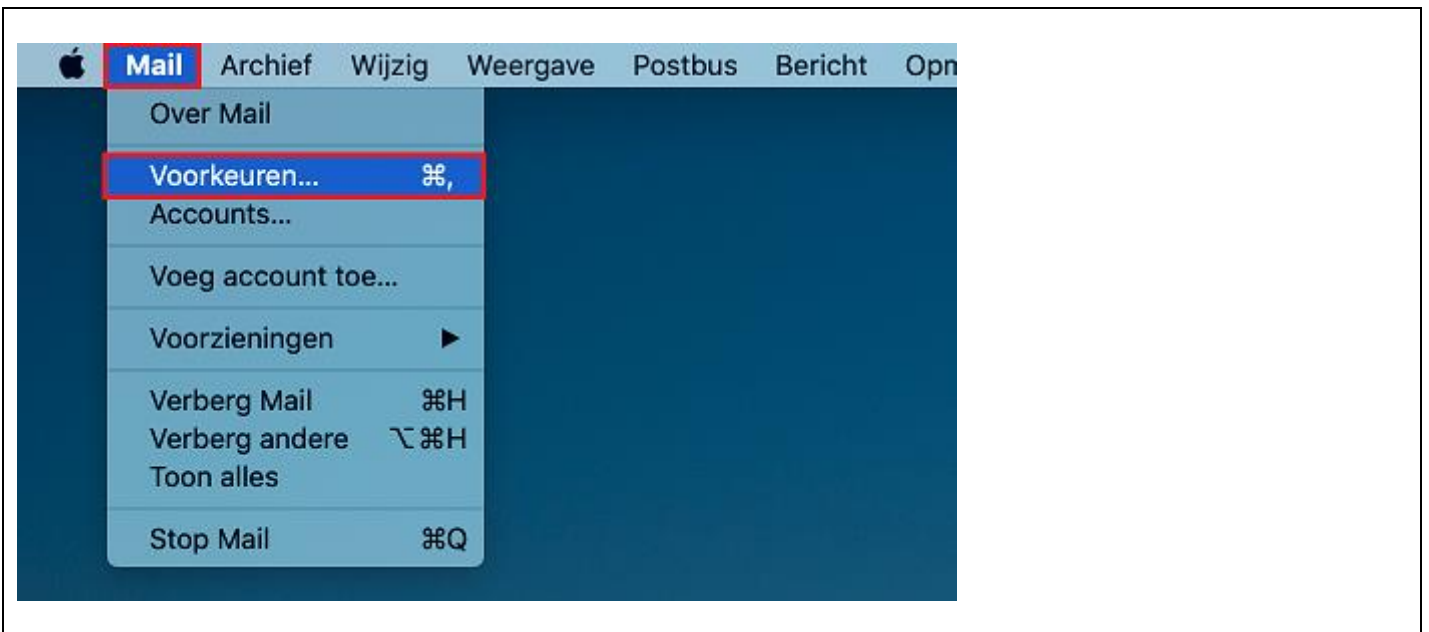 Mail Archief Wijzig Weergave Postbus Bericht
Over Mail
Voorkeuren... ⌘,
Accounts...
Voeg account toe...
Voorzieningen ▶
Verberg Mail ⌘H
Verberg andere ⌥⌘H
Toon alles
Stop Mail ⌘Q